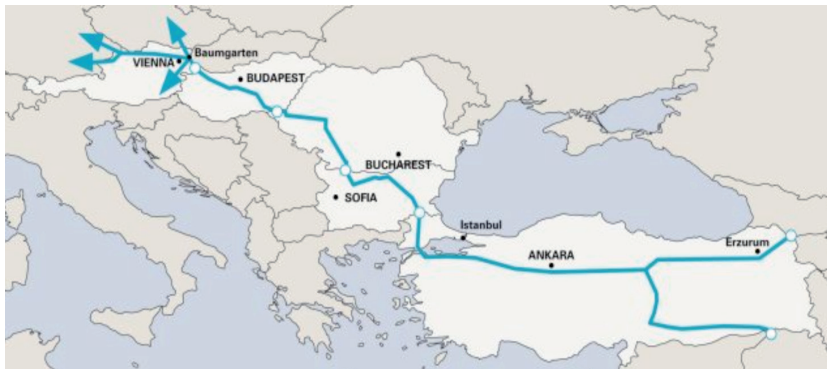 Baumgarten
VIENNA
BUDAPEST
BUCHAREST
SOFIA
Istanbul
ANKARA
Erzurum